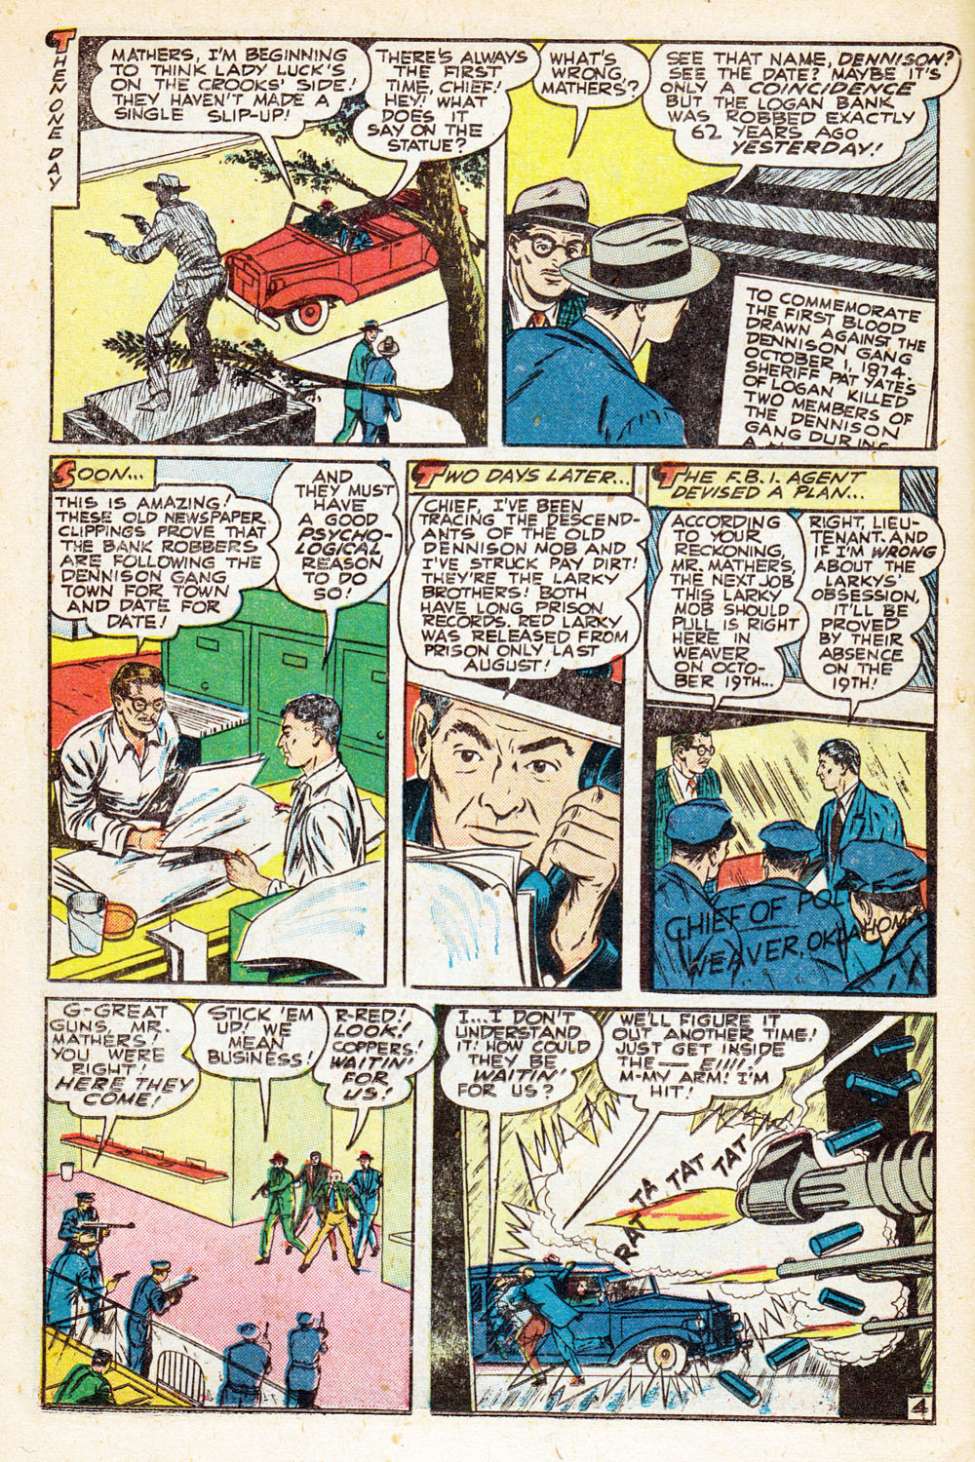 THEN ONE DAY
MATHERS, I'M BEGINNING
TO THINK LADY LUCK'S
ON THE CROOKS' SIDE!
THEY HAVEN'T MADE A
SINGLE SLIP-UP!
THERE'S ALWAYS
THE FIRST
TIME, CHIEF!
HEY! WHAT
DOES IT
SAY ON THE
STATUE?
WHAT'S
WRONG,
MATHERS?
SEE THAT NAME, DENNISON?
SEE THE DATE? MAYBE IT'S
ONLY A COINCIDENCE
BUT THE LOGAN BANK
WAS ROBBED EXACTLY
62 YEARS AGO
YESTERDAY!
TO COMMEMORATE
THE FIRST BLOOD
DRAWN AGAINST THE
DENNISON GANG
OCTOBER 1, 1874.
SHERIFF PAT YATES
OF LOGAN KILLED
TWO MEMBERS OF
THE DENNISON
GANG DURING
SOON...
THIS IS AMAZING!
THESE OLD NEWSPAPER
CLIPPINGS PROVE THAT
THE BANK ROBBERS
ARE FOLLOWING THE
DENNISON GANG
TOWN FOR TOWN
AND DATE FOR
DATE!
AND
THEY MUST
HAVE
A GOOD
PSYCHO-
LOGICAL
REASON
TO DO
SO!
TWO DAYS LATER...
CHIEF, I'VE BEEN
TRACING THE DESCEND-
ANTS OF THE OLD
DENNISON MOB AND
I'VE STRUCK PAY DIRT!
THEY'RE THE LARKY
BROTHERS! BOTH
HAVE LONG PRISON
RECORDS. RED LARKY
WAS RELEASED FROM
PRISON ONLY LAST
AUGUST!
THE F.B.I. AGENT
DEVISED A PLAN...
ACCORDING
TO YOUR
RECKONING,
MR. MATHERS,
THE NEXT JOB
THIS LARKY
MOB SHOULD
PULL IS RIGHT
HERE IN
WEAVER
ON OCTO-
BER 19TH...
RIGHT, LIEU-
TENANT. AND
IF I'M WRONG
ABOUT THE
LARKYS'
OBSESSION,
IT'LL BE
PROVED
BY THEIR
ABSENCE
ON THE
19TH!
CHIEF OF POL
WEAVER, OKLAHOMA
G-GREAT
GUNS, MR.
MATHERS!
YOU WERE
RIGHT!
HERE THEY
COME!
STICK 'EM
UP! WE
MEAN
BUSINESS!
R-RED!
LOOK!
COPPERS!
WAITIN'
FOR
US!
I...I DON'T
UNDERSTAND
IT! HOW COULD
THEY BE
WAITIN'
FOR US?
WE'LL FIGURE IT
OUT ANOTHER TIME!
JUST GET INSIDE
THE-- EIIII!
M-MY ARM! I'M
HIT!
RAT TA TAT TAT TAT
4